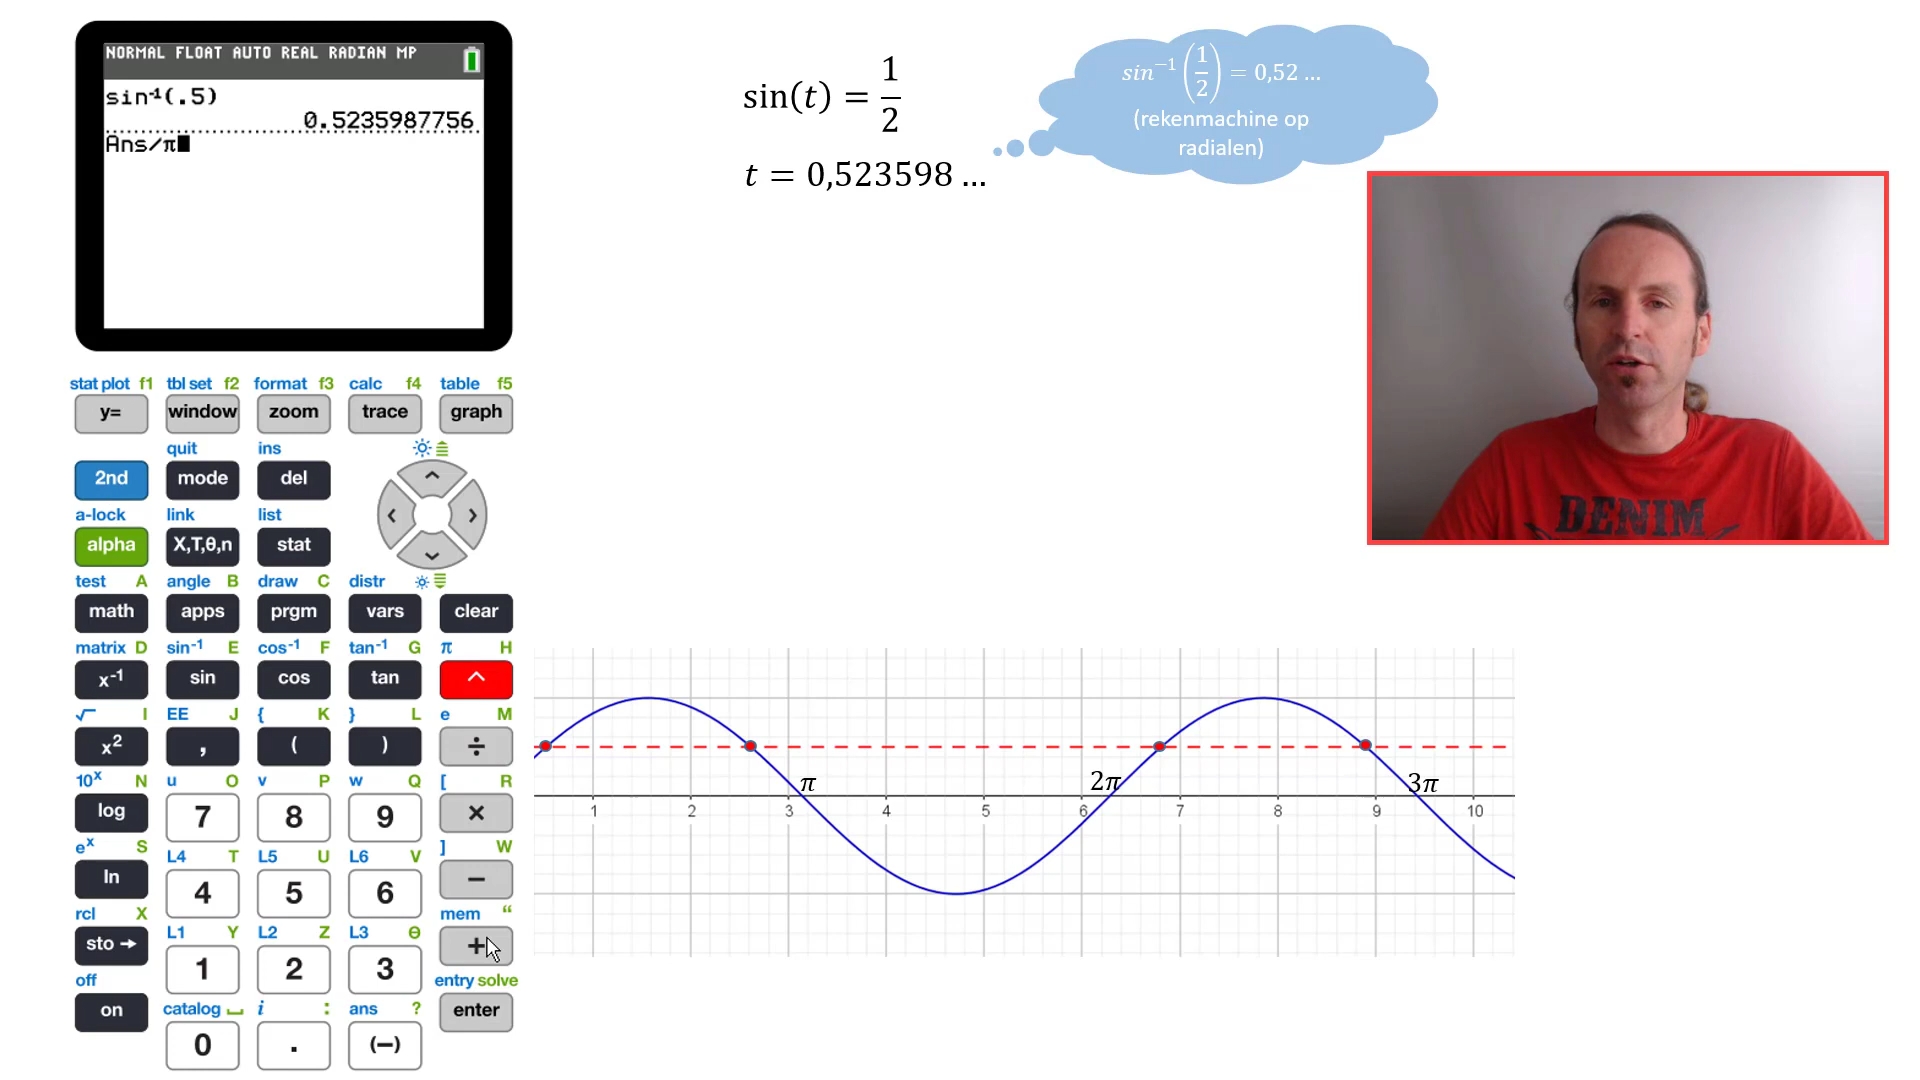 NORMAL FLOAT AUTO REAL RADIAN MP
sin⁻¹(.5)
0.5235987756
Ans/π
sin(t) = 1/2
t = 0,523598 ...
sin⁻¹(1/2) = 0,52 ...
(rekenmachine op
radialen)
DENIM
stat plot f1 tbl set f2 format f3 calc f4 table f5
y= window zoom trace graph
quit ins
2nd mode del
a-lock link list
alpha X,T,θ,n stat
test A angle B draw C distr
math apps prgm vars clear
matrix D sin⁻¹ E cos⁻¹ F tan⁻¹ G π H
x⁻¹ sin cos tan ^
√ I EE J { K } L e M
x² , ( ) ÷
10ˣ N u O v P w Q [ R
log 7 8 9 ×
eˣ S L4 T L5 U L6 V ] W
ln 4 5 6 −
rcl X L1 Y L2 Z L3 θ mem “
sto → 1 2 3 +
off catalog ⎵ i : ans ? entry solve
on 0 . (−) enter
π 2π 3π
1 2 3 4 5 6 7 8 9 10